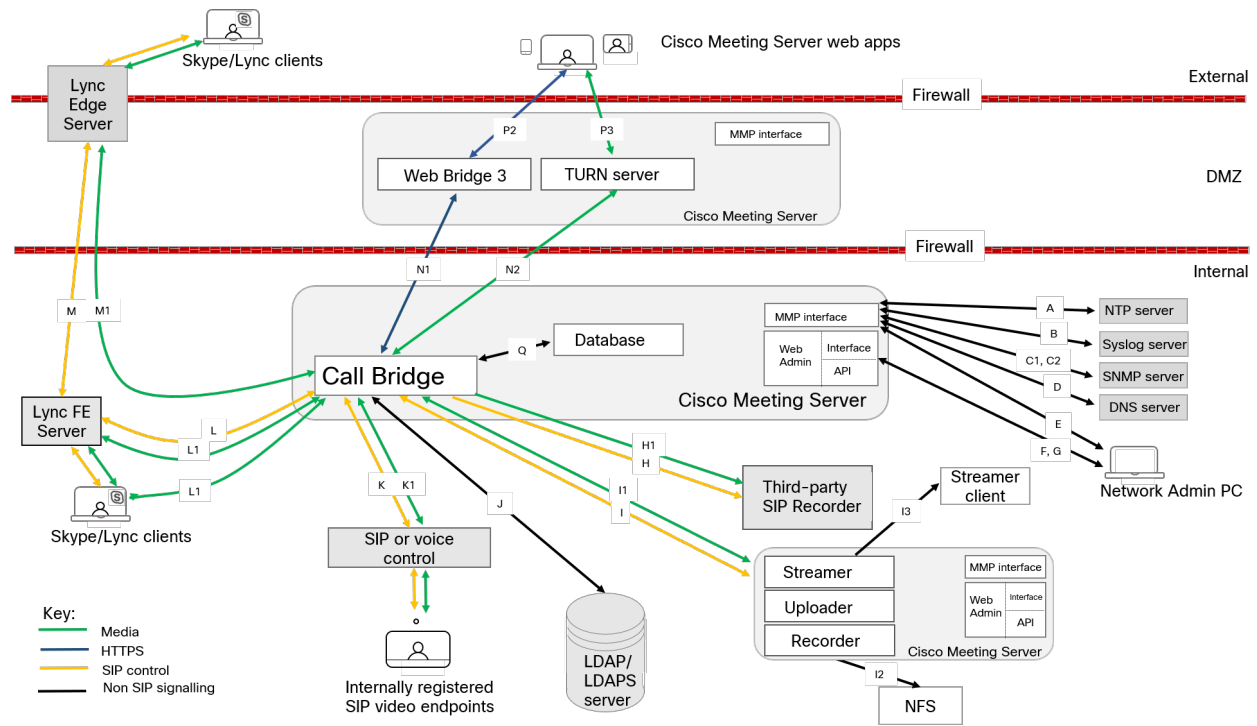 Skype/Lync clients
Cisco Meeting Server web apps
External
Lync
Edge
Server
Firewall
P2
P3
MMP interface
Web Bridge 3
TURN server
DMZ
Cisco Meeting Server
Firewall
Internal
N1
N2
M
M1
MMP interface
A
NTP server
Q
Database
B
Syslog server
Web
Admin
Interface
API
C1, C2
SNMP server
Call Bridge
Cisco Meeting Server
D
DNS server
Lync FE
Server
L
L1
E
F, G
H1
H
K
K1
I1
I
J
L1
Third-party
SIP Recorder
Streamer
client
Network Admin PC
I3
Skype/Lync clients
SIP or voice
control
Streamer
Uploader
Recorder
MMP interface
Web
Admin
Interface
API
Cisco Meeting Server
I2
NFS
Key:
Media
HTTPS
SIP control
Non SIP signalling
Internally registered
SIP video endpoints
LDAP/
LDAPS
server